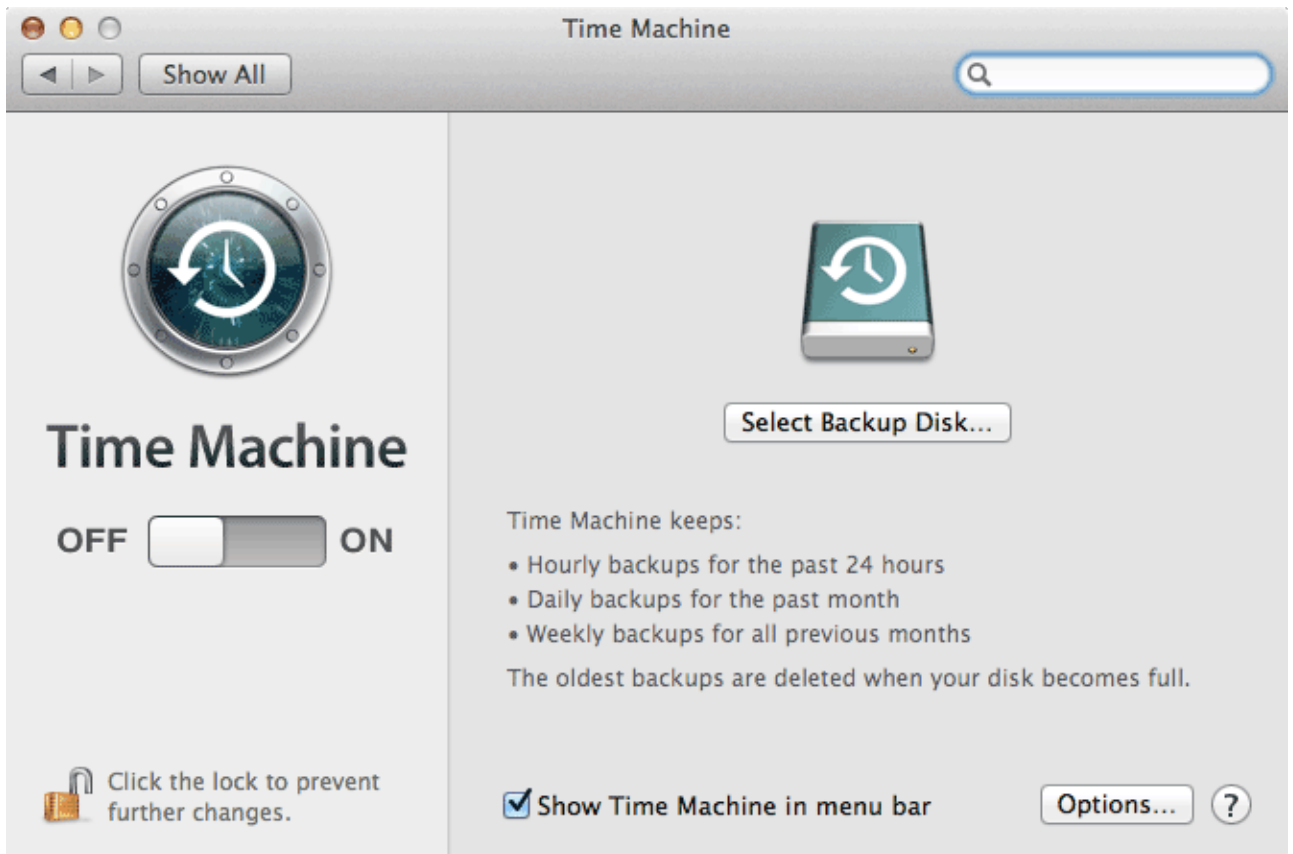 Time Machine
Show All
Time Machine
OFF ON
Click the lock to prevent
further changes.
Select Backup Disk...
Time Machine keeps:
• Hourly backups for the past 24 hours
• Daily backups for the past month
• Weekly backups for all previous months
The oldest backups are deleted when your disk becomes full.
Show Time Machine in menu bar
Options... ?